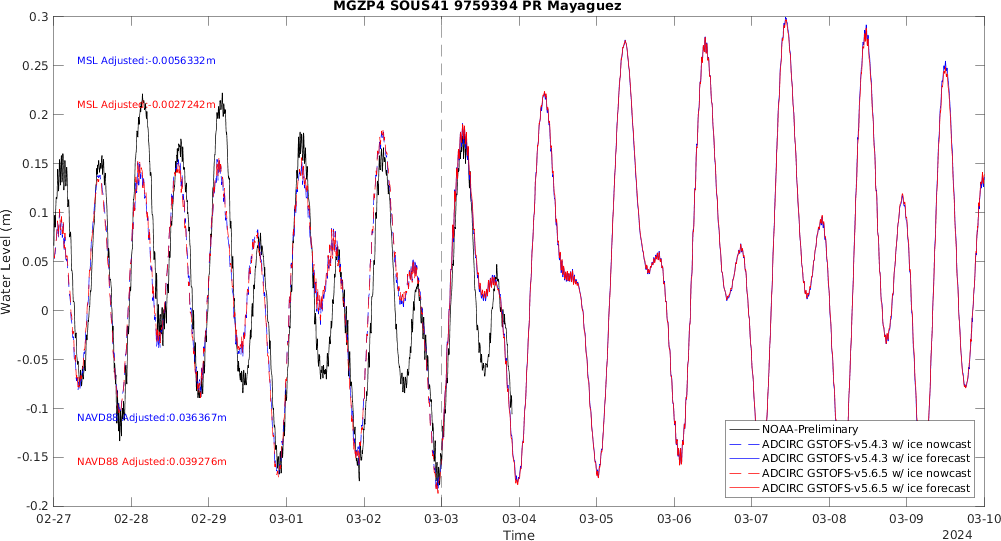 MGZP4 SOUS41 9759394 PR Mayaguez
0.3
MSL Adjusted:-0.0056332m
0.25
MSL Adjusted:-0.0027242m
0.2
0.15
0.1
0.05
Water Level (m)
0
-0.05
-0.1
NAVD88 Adjusted:0.036367m
-0.15
NAVD88 Adjusted:0.039276m
-0.2
NOAA-Preliminary
ADCIRC GSTOFS-v5.4.3 w/ ice nowcast
ADCIRC GSTOFS-v5.4.3 w/ ice forecast
ADCIRC GSTOFS-v5.6.5 w/ ice nowcast
ADCIRC GSTOFS-v5.6.5 w/ ice forecast
02-27 02-28 02-29 03-01 03-02 03-03 03-04 03-05 03-06 03-07 03-08 03-09 03-10
Time
2024